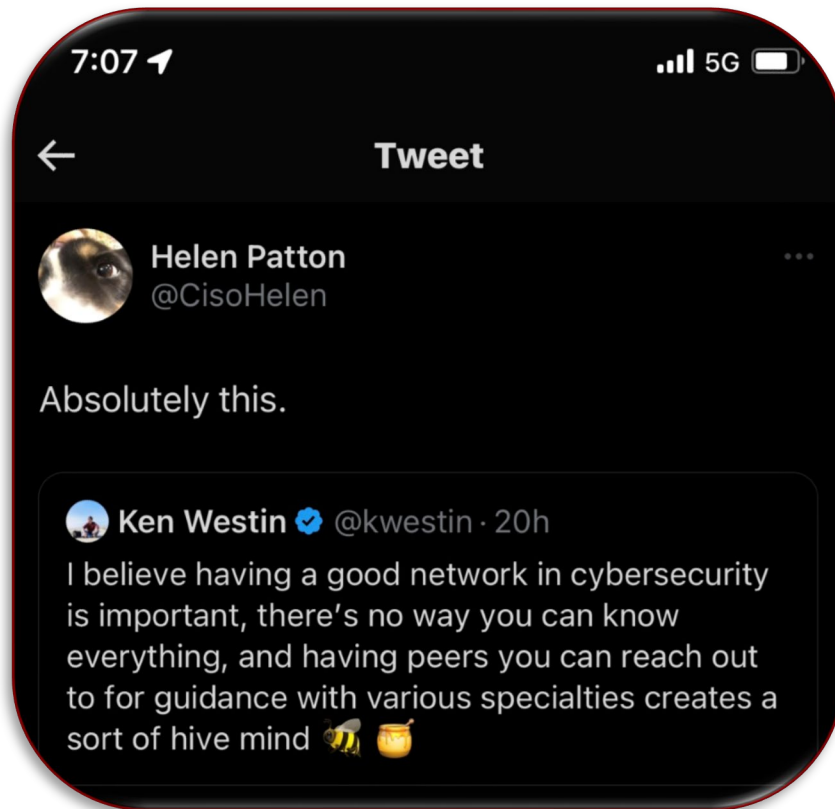 7:07 5G
Tweet
Helen Patton
@CisoHelen
Absolutely this.
Ken Westin @kwestin · 20h
I believe having a good network in cybersecurity
is important, there's no way you can know
everything, and having peers you can reach out
to for guidance with various specialties creates a
sort of hive mind 🐝 🍯